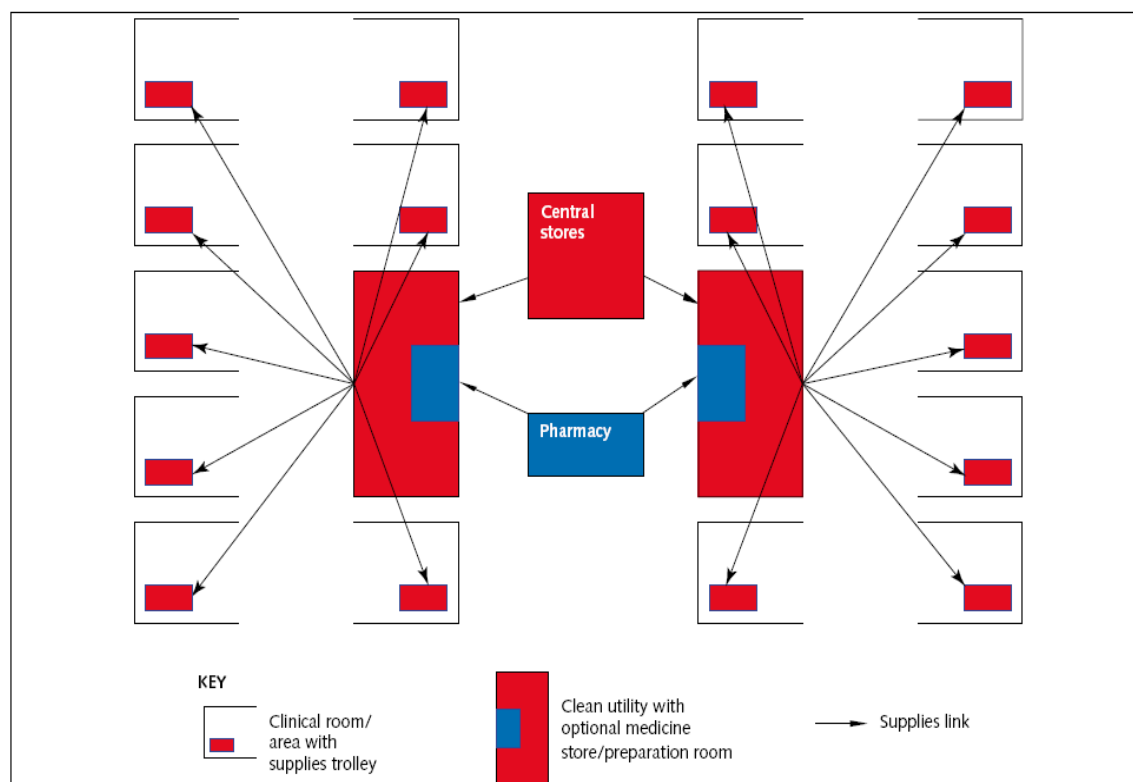 Central
stores
Pharmacy
KEY
Clinical room/
area with
supplies trolley
Clean utility with
optional medicine
store/preparation room
Supplies link